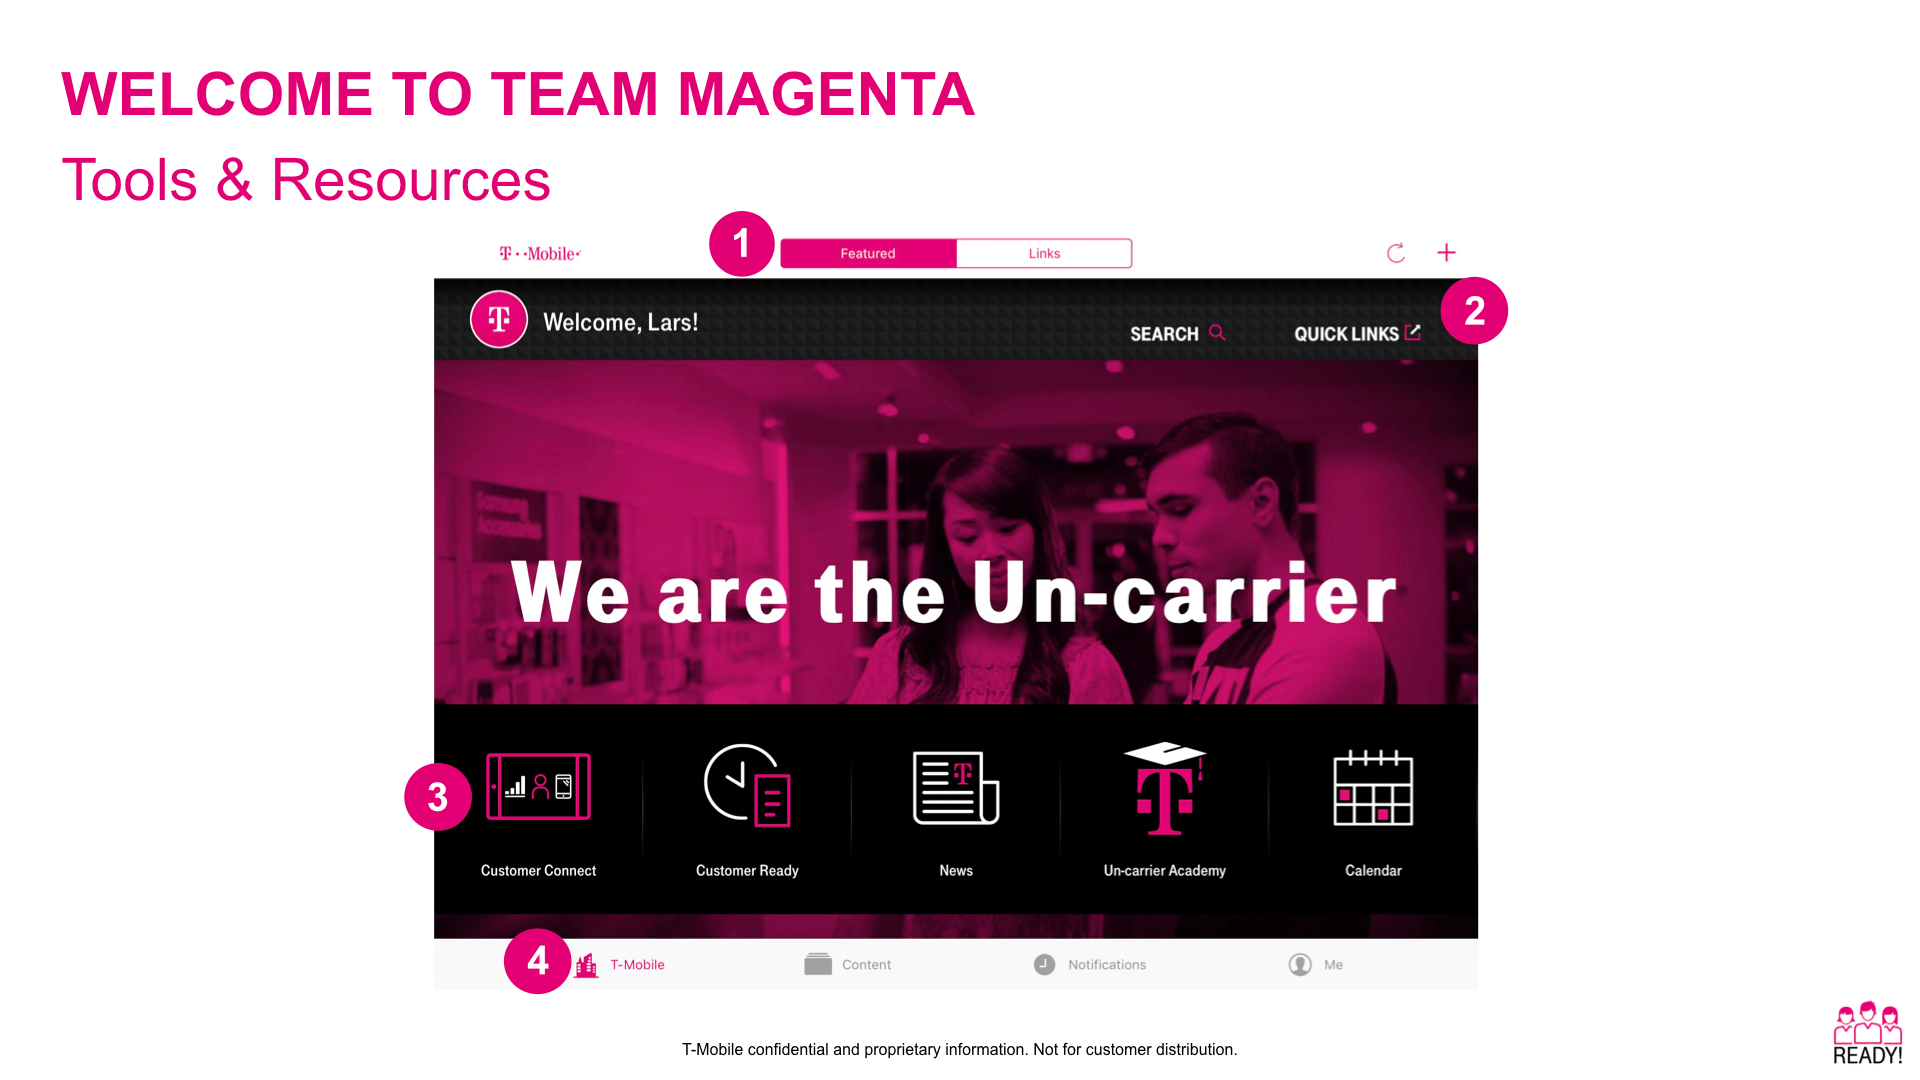 WELCOME TO TEAM MAGENTA
Tools & Resources
T··Mobile·
1
Featured
Links
T
Welcome, Lars!
SEARCH
QUICK LINKS
2
Samsung
Accessories
We are the Un-carrier
3
T
T
Customer Connect
Customer Ready
News
Un-carrier Academy
Calendar
4
T-Mobile
Content
Notifications
Me
T-Mobile confidential and proprietary information. Not for customer distribution.
READY!